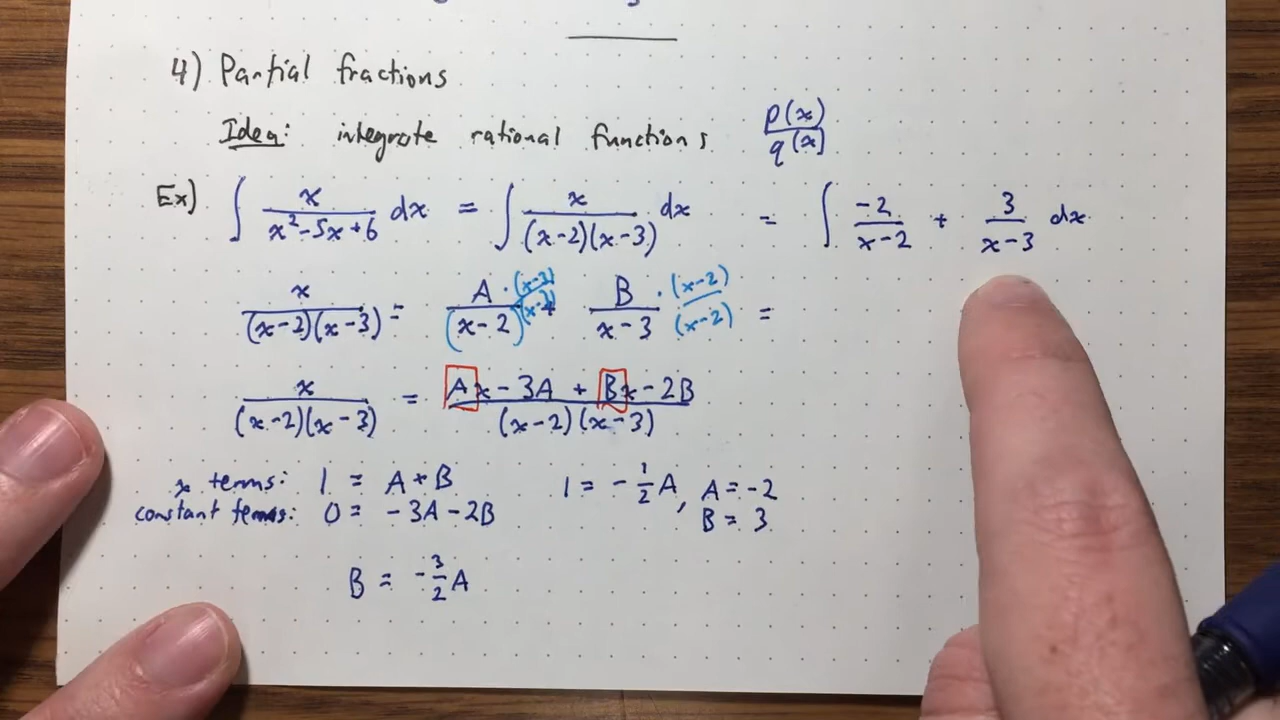 4) Partial fractions
Idea: integrate rational functions p(x)/q(x)
Ex) ∫ x/(x²-5x+6) dx = ∫ x/((x-2)(x-3)) dx = ∫ -2/(x-2) + 3/(x-3) dx
x/((x-2)(x-3)) = A/(x-2) · (x-3)/(x-3) + B/(x-3) · (x-2)/(x-2) =
x/((x-2)(x-3)) = (Ax-3A + Bx-2B)/((x-2)(x-3))
x terms: 1 = A+B 1 = -1/2 A, A = -2
constant terms: 0 = -3A-2B B = 3
B = -3/2 A